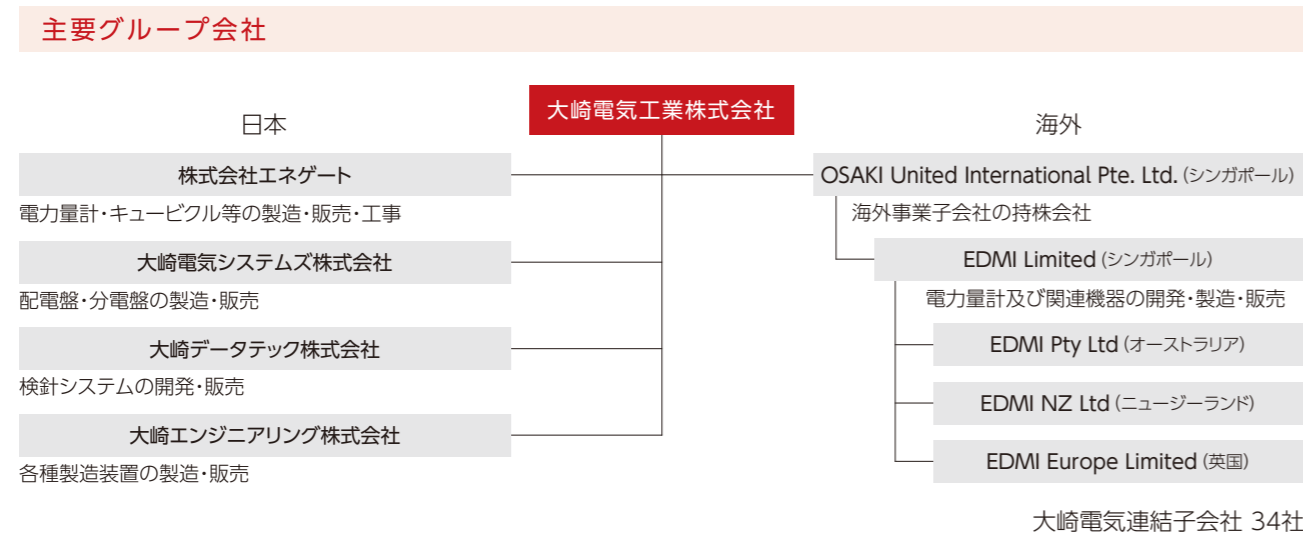 主要グループ会社
大崎電気工業株式会社
日本
株式会社エネゲート
電力量計・キュービクル等の製造・販売・工事
大崎電気システムズ株式会社
配電盤・分電盤の製造・販売
大崎データテック株式会社
検針システムの開発・販売
大崎エンジニアリング株式会社
各種製造装置の製造・販売
海外
OSAKI United International Pte. Ltd. (シンガポール)
海外事業子会社の持株会社
EDMI Limited (シンガポール)
電力量計及び関連機器の開発・製造・販売
EDMI Pty Ltd (オーストラリア)
EDMI NZ Ltd (ニュージーランド)
EDMI Europe Limited (英国)
大崎電気連結子会社 34社